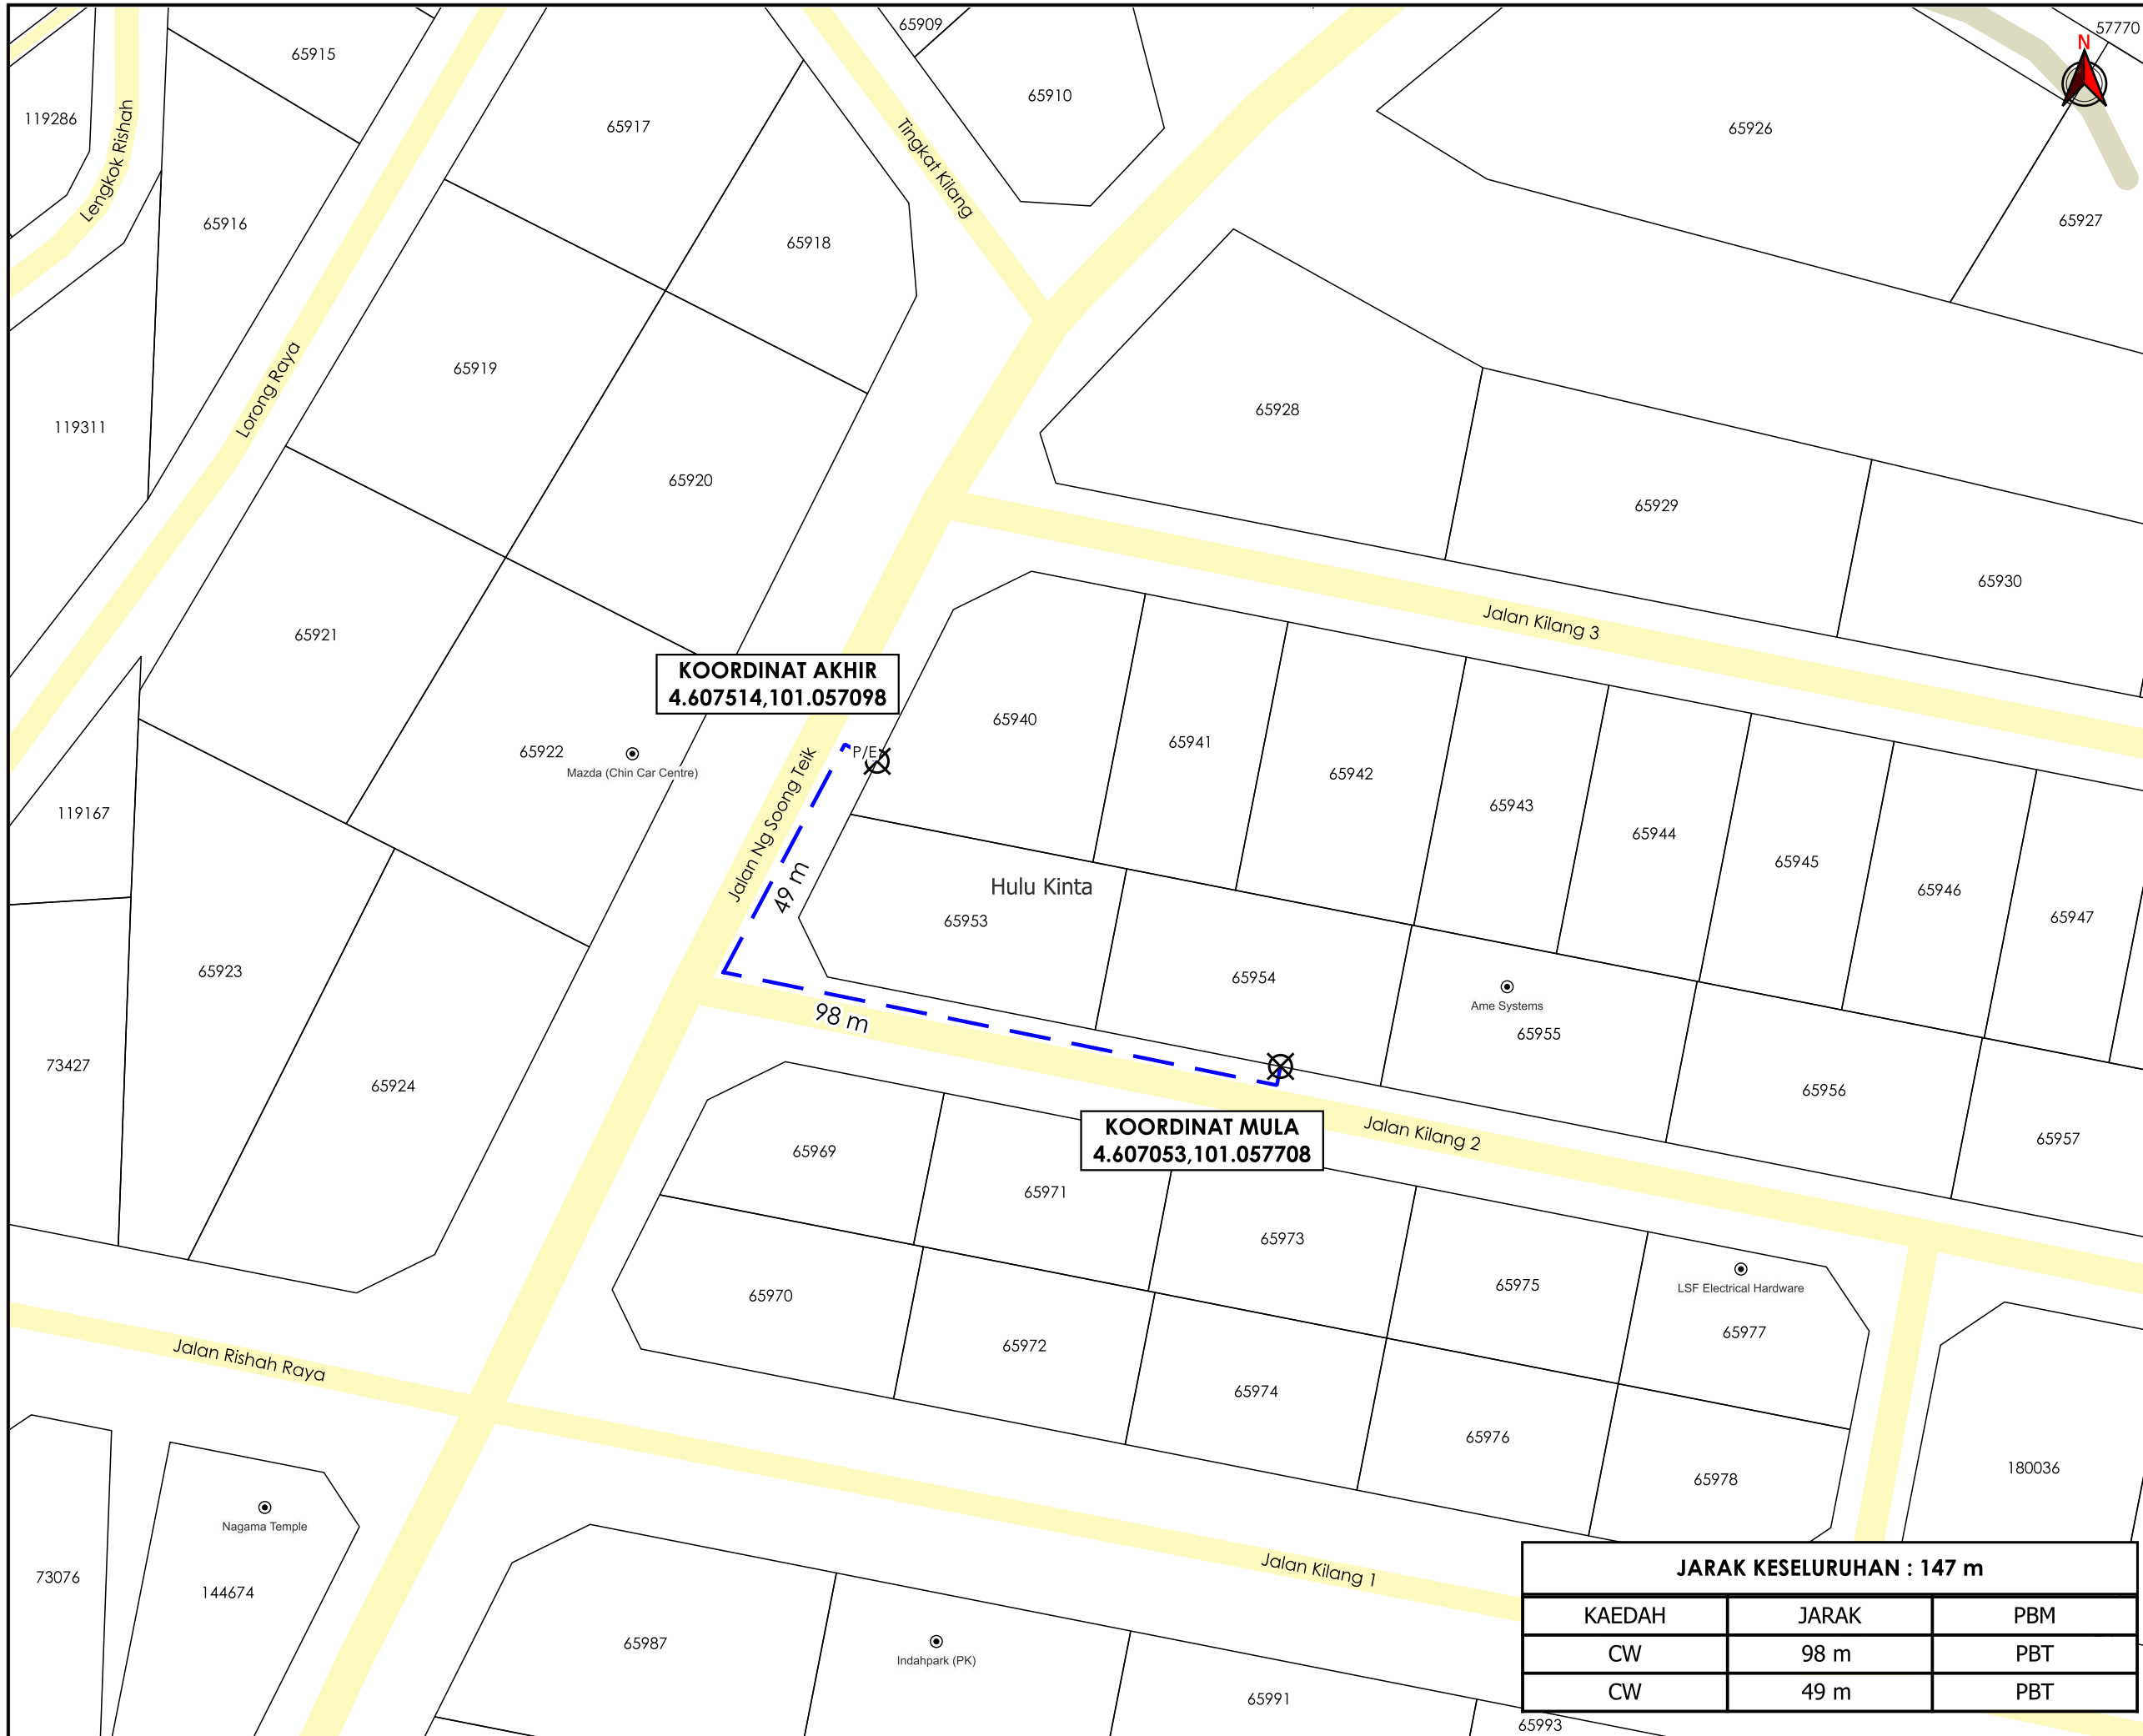 65909
57770
65915
N
65910
119286
65917
65926
Lengkok Rishah
Tingkat Kilang
65916
65927
65918
Lorong Raya
65919
65928
119311
65920
65929
65930
Jalan Kilang 3
65921
KOORDINAT AKHIR
4.607514,101.057098
65940
65941
65922
P/E
Mazda (Chin Car Centre)
65942
Jalan Ng Soong Teik
65943
119167
65944
65945
49 m
Hulu Kinta
65946
65953
65947
65923
65954
Ame Systems
98 m
65955
73427
65924
65956
KOORDINAT MULA
4.607053,101.057708
Jalan Kilang 2
65957
65969
65971
65973
65975
LSF Electrical Hardware
65970
65977
65972
Jalan Rishah Raya
65974
65976
65978
180036
Nagama Temple
73076
144674
Jalan Kilang 1
65987
Indahpark (PK)
65991
65993
JARAK KESELURUHAN : 147 m
KAEDAH JARAK PBM
CW 98 m PBT
CW 49 m PBT